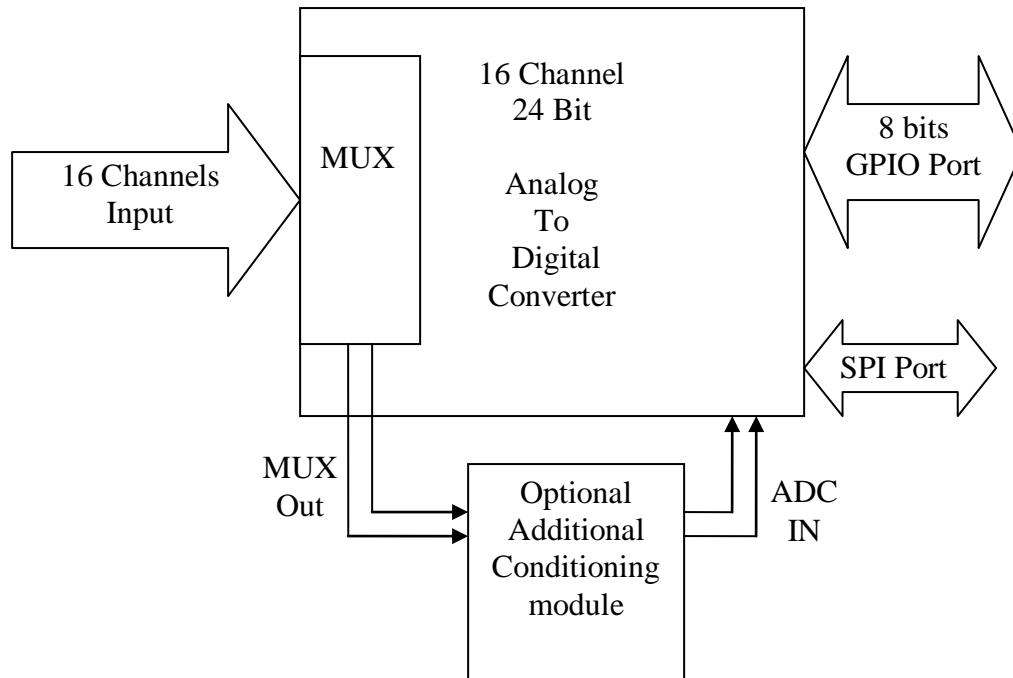 16 Channels
Input
MUX
16 Channel
24 Bit
Analog
To
Digital
Converter
8 bits
GPIO Port
SPI Port
MUX
Out
Optional
Additional
Conditioning
module
ADC
IN